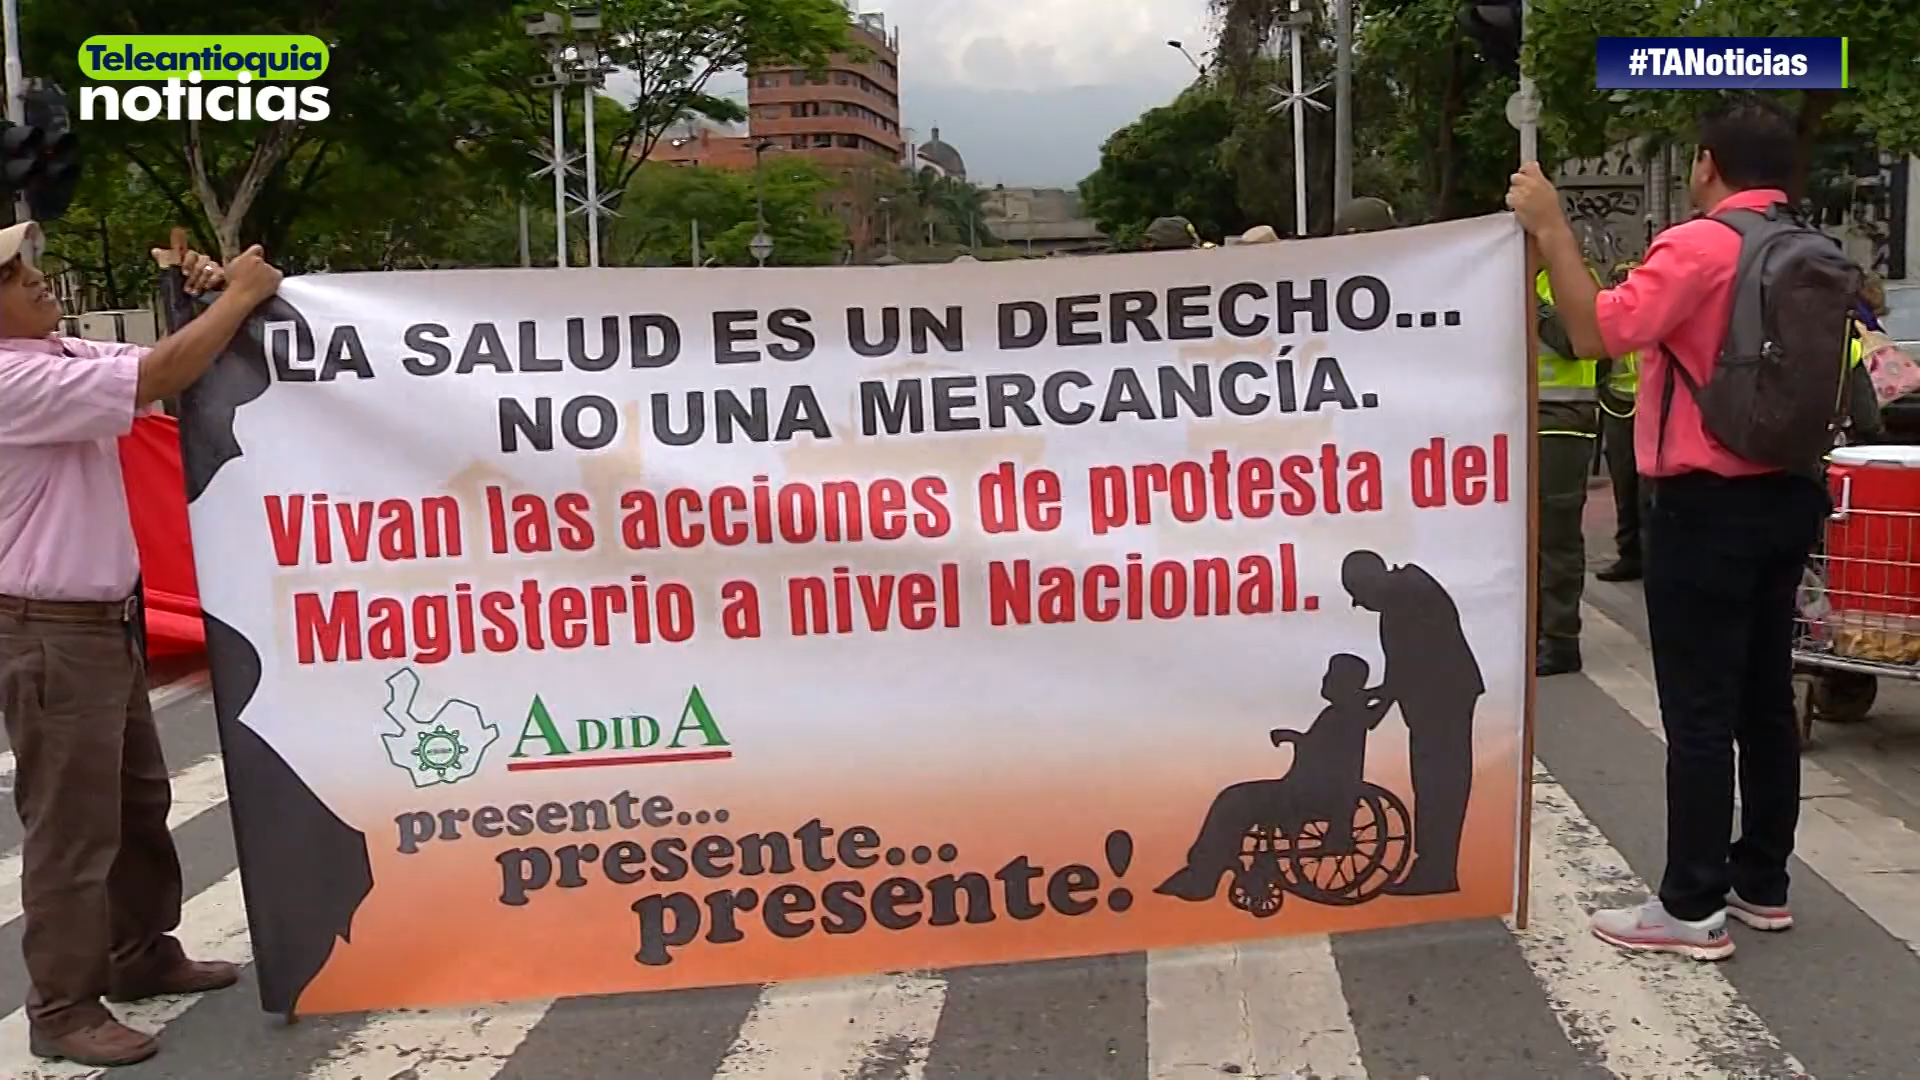 Teleantioquia
noticias
#TANoticias
LA SALUD ES UN DERECHO...
NO UNA MERCANCÍA.
Vivan las acciones de protesta del
Magisterio a nivel Nacional.
ADIDA
presente...
presente...
presente!